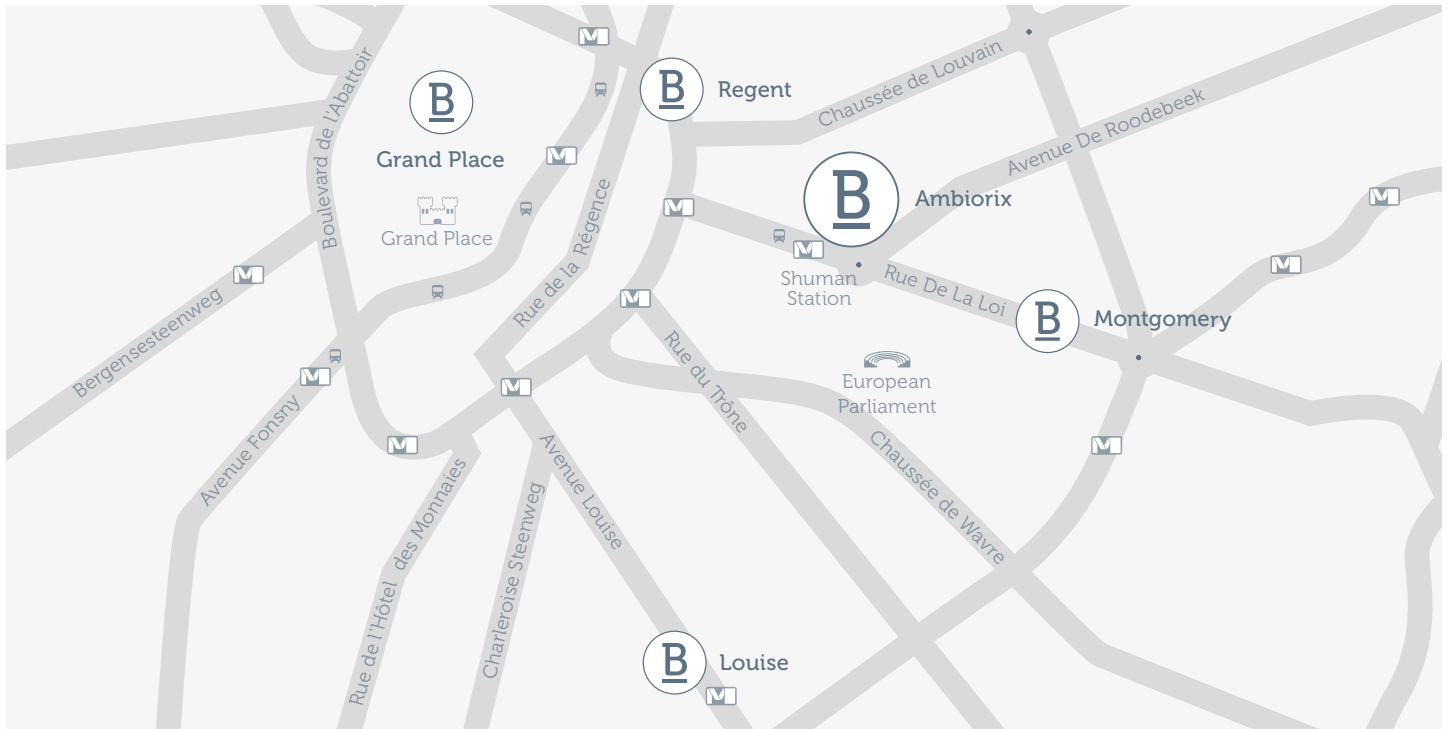 Boulevard de l'Abattoir
B
Grand Place
Grand Place
B
Regent
Chaussée de Louvain
Avenue De Roodebeek
B
Ambiorix
Rue de la Régence
Shuman
Station
Rue De La Loi
B
Montgomery
Bergensesteenweg
European
Parliament
Rue du Trône
Avenue Fonsny
Chaussée de Wavre
Avenue Louise
Rue de l'Hôtel des Monnaies
Charleroise Steenweg
B
Louise
M
M
M
M
M
M
M
M
M
M
M
M
M